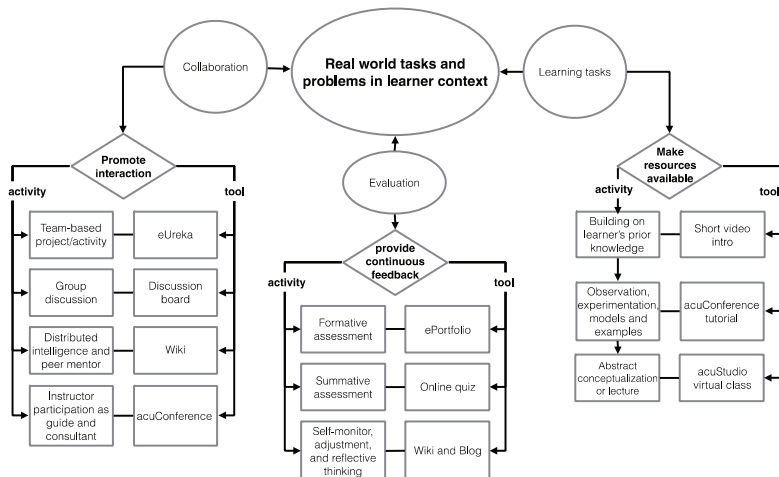 Real world tasks and
problems in learner context
Collaboration
Learning tasks
Evaluation
Promote
interaction
activity
tool
Team-based
project/activity
eUreka
Group
discussion
Discussion
board
Distributed
intelligence and
peer mentor
Wiki
Instructor
participation as
guide and
consultant
acuConference
provide
continuous
feedback
activity
tool
Formative
assessment
ePortfolio
Summative
assessment
Online quiz
Self-monitor,
adjustment,
and reflective
thinking
Wiki and Blog
Make
resources
available
activity
tool
Building on
learner's prior
knowledge
Short video
intro
Observation,
experimentation,
models and
examples
acuConference
tutorial
Abstract
conceptualization
or lecture
acuStudio
virtual class